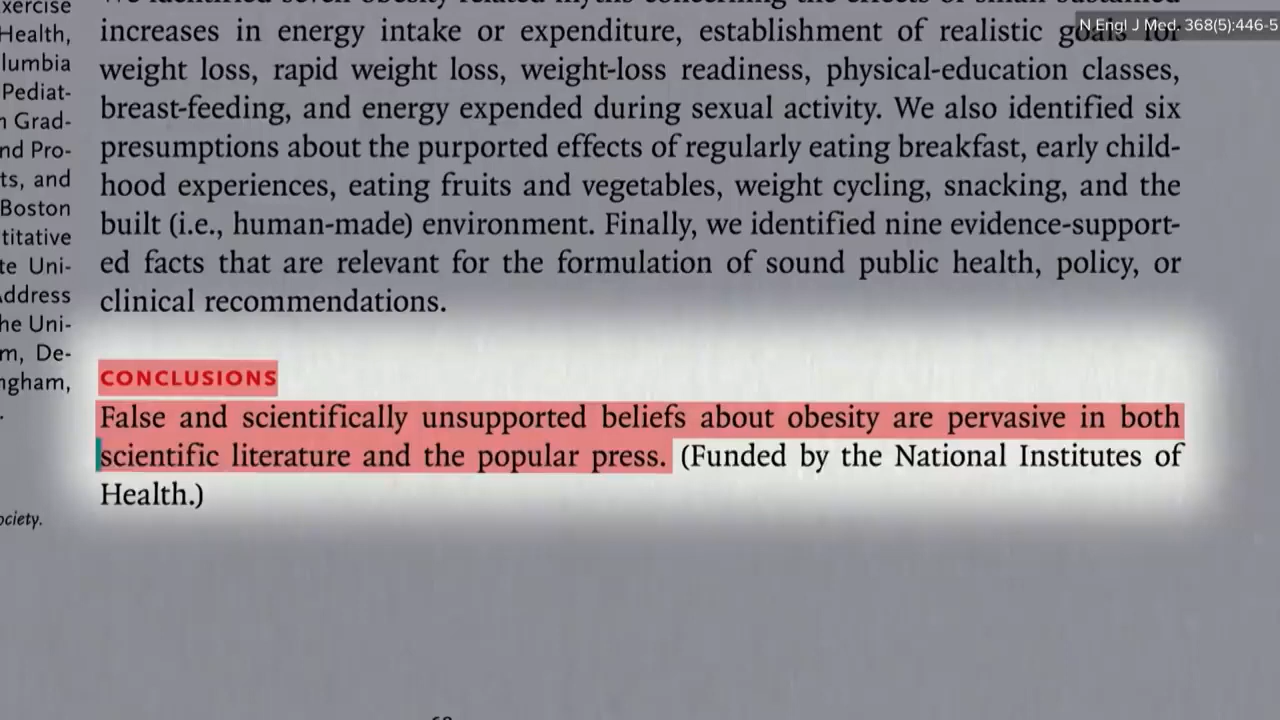 N Engl J Med. 368(5):446-5
xercise
Health,
lumbia
Pediat-
Grad-
nd Pro-
ts, and
Boston
titative
te Uni-
ddress
he Uni-
m, De-
ngham,
ociety.
increases in energy intake or expenditure, establishment of realistic goals for
weight loss, rapid weight loss, weight-loss readiness, physical-education classes,
breast-feeding, and energy expended during sexual activity. We also identified six
presumptions about the purported effects of regularly eating breakfast, early child-
hood experiences, eating fruits and vegetables, weight cycling, snacking, and the
built (i.e., human-made) environment. Finally, we identified nine evidence-support-
ed facts that are relevant for the formulation of sound public health, policy, or
clinical recommendations.
CONCLUSIONS
False and scientifically unsupported beliefs about obesity are pervasive in both
scientific literature and the popular press. (Funded by the National Institutes of
Health.)